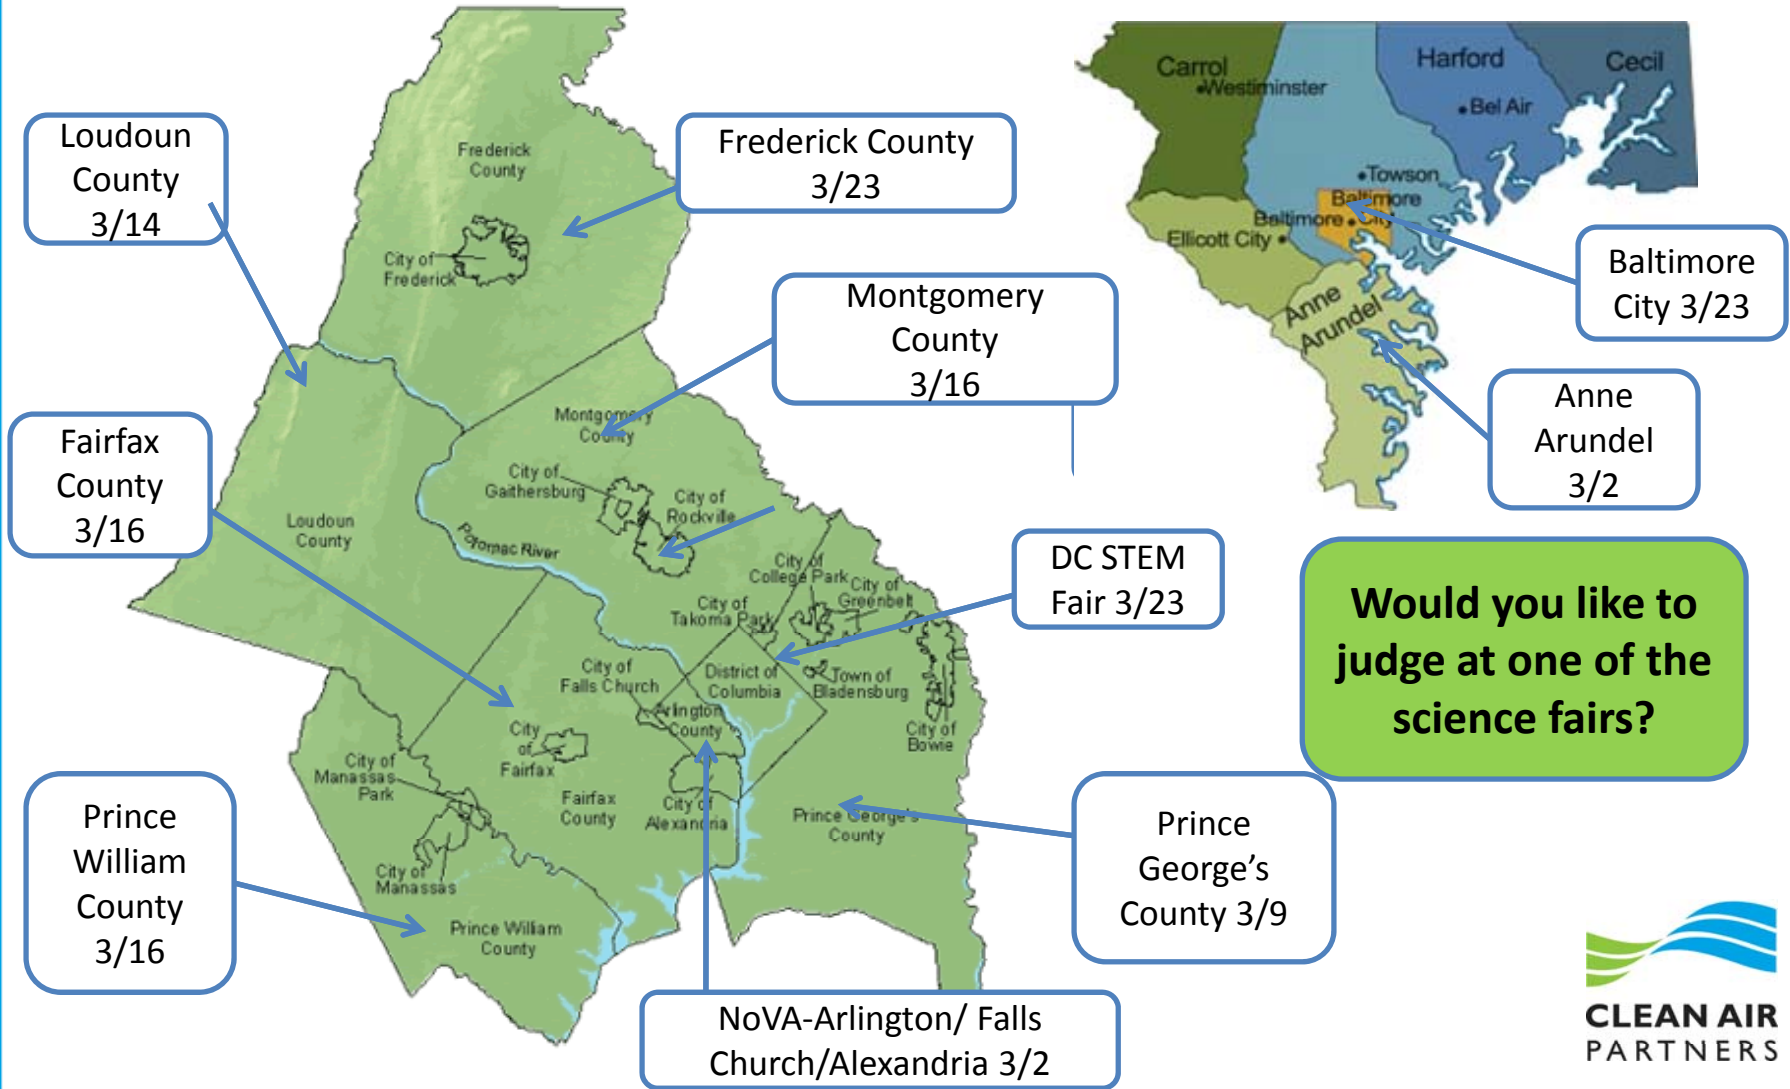 Loudoun
County
3/14
Frederick County
3/23
Montgomery
County
3/16
Fairfax
County
3/16
DC STEM
Fair 3/23
Prince
William
County
3/16
Prince
George’s
County 3/9
NoVA-Arlington/ Falls
Church/Alexandria 3/2
Frederick
County
City of
Frederick
Montgomery
County
City of
Gaithersburg
City of
Rockville
Loudoun
County
Potomac River
City of
College Park
City of
Greenbelt
City of
Takoma Park
City of
Falls Church
District of
Columbia
Town of
Bladensburg
Arlington
County
City of
Bowie
City
of
Fairfax
City of
Manassas
Park
Fairfax
County
City of
Alexandria
Prince George's
County
City of
Manassas
Prince William
County
Carrol
Westiminster
Harford
Bel Air
Cecil
Towson
Baltimore
Baltimore City
Ellicott City
Anne
Arundel
Baltimore
City 3/23
Anne
Arundel
3/2
Would you like to
judge at one of the
science fairs?
CLEAN AIR
PARTNERS